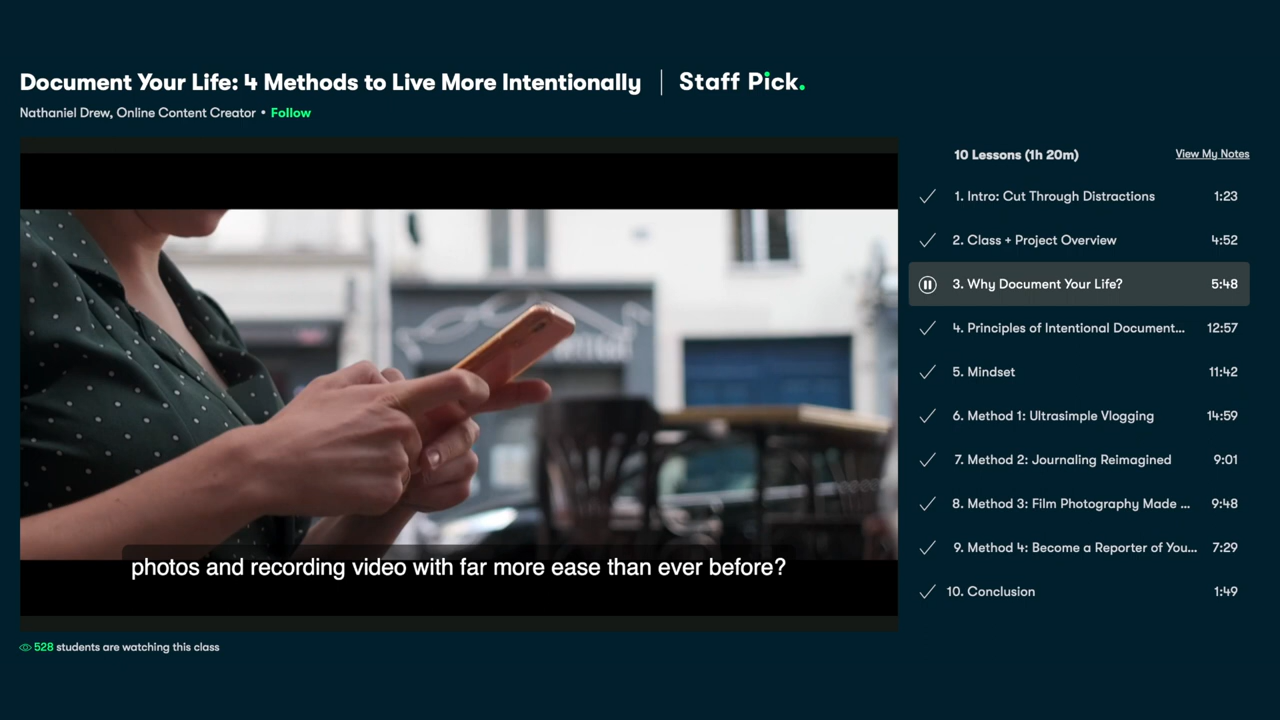 Document Your Life: 4 Methods to Live More Intentionally | Staff Pick.
Nathaniel Drew, Online Content Creator • Follow
10 Lessons (1h 20m) View My Notes
1. Intro: Cut Through Distractions 1:23
2. Class + Project Overview 4:52
3. Why Document Your Life? 5:48
4. Principles of Intentional Document... 12:57
5. Mindset 11:42
6. Method 1: Ultrasimple Vlogging 14:59
7. Method 2: Journaling Reimagined 9:01
8. Method 3: Film Photography Made ... 9:48
9. Method 4: Become a Reporter of You... 7:29
10. Conclusion 1:49
photos and recording video with far more ease than ever before?
528 students are watching this class